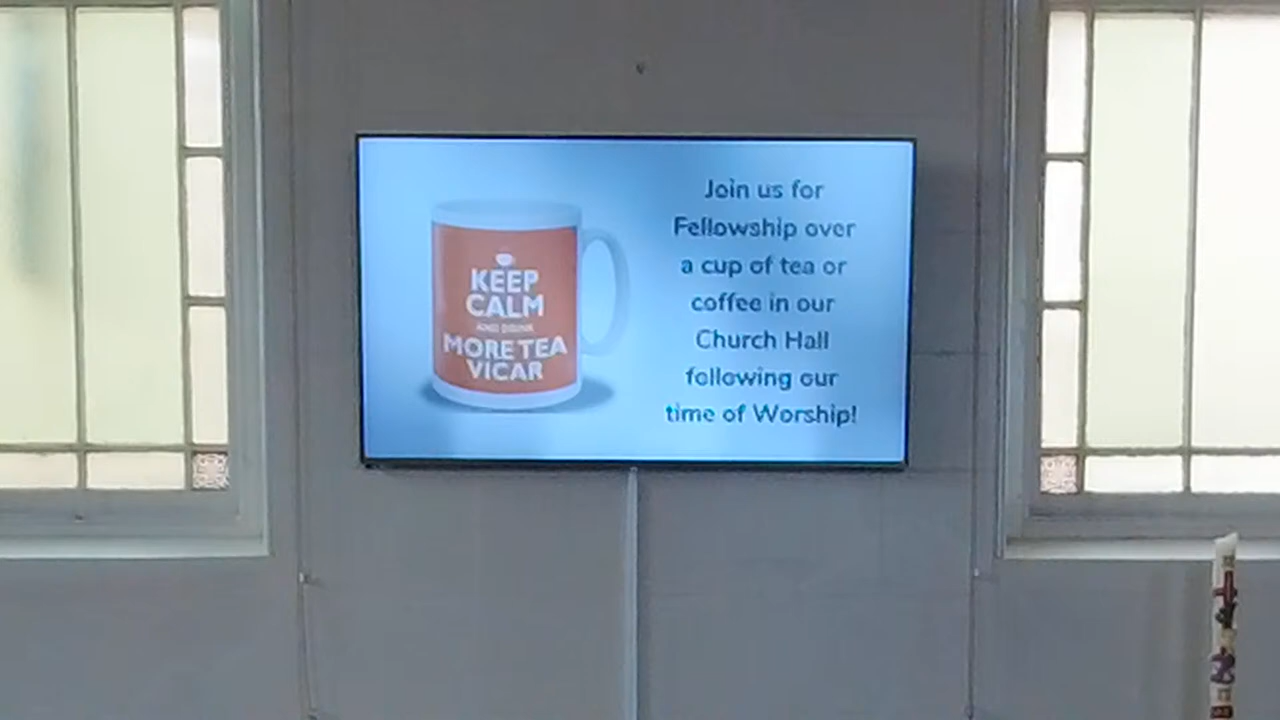 KEEP
CALM
AND DRINK
MORE TEA
VICAR
Join us for
Fellowship over
a cup of tea or
coffee in our
Church Hall
following our
time of Worship!